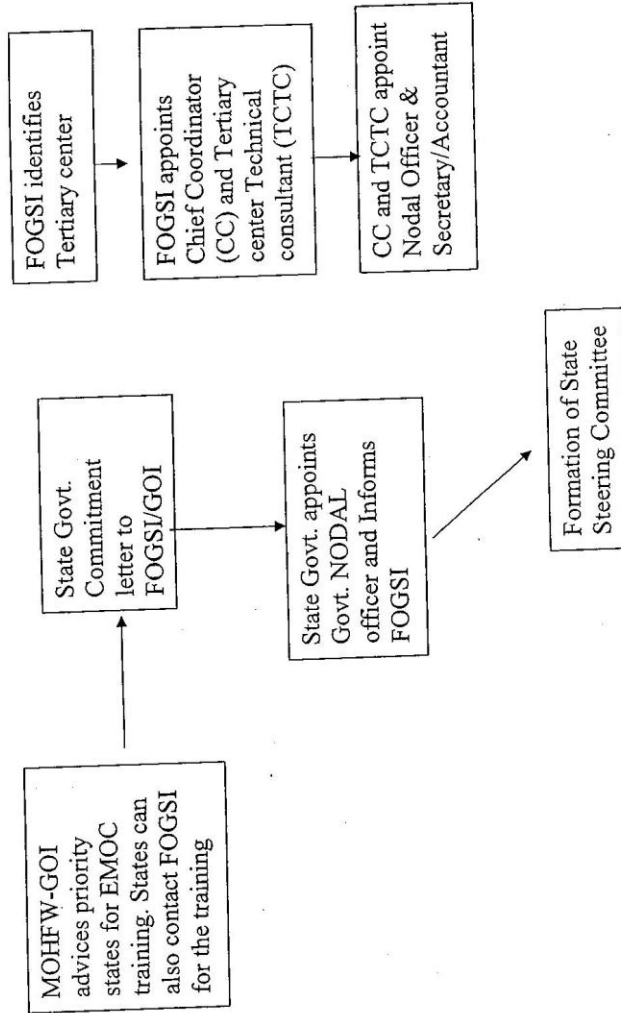 MOHFW-GOI
advices priority
states for EMOC
training. States can
also contact FOGSI
for the training
State Govt.
Commitment
letter to
FOGSI/GOI
State Govt. appoints
Govt. NODAL
officer and Informs
FOGSI
Formation of State
Steering Committee
FOGSI identifies
Tertiary center
FOGSI appoints
Chief Coordinator
(CC) and Tertiary
center Technical
consultant (TCTC)
CC and TCTC appoint
Nodal Officer &
Secretary/Accountant